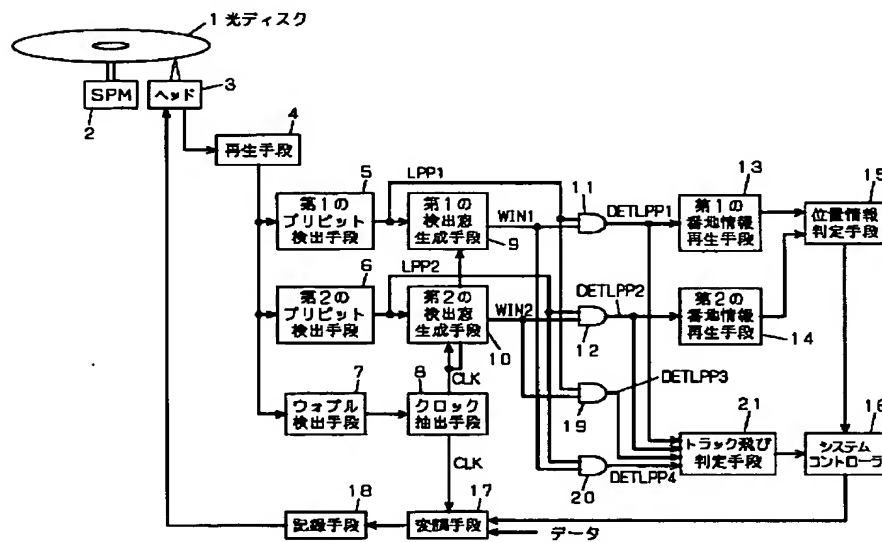 1 光ディスク
SPM
2
ヘッド
3
4
再生手段
5
第1の
プリピット
検出手段
LPP1
第1の
検出窓
生成手段
9
WIN1
11
DETLPP1
13
第1の
番地情報
再生手段
15
位置情報
判定手段
6
第2の
プリピット
検出手段
LPP2
第2の
検出窓
生成手段
10
WIN2
12
DETLPP2
第2の
番地情報
再生手段
14
7
ウォブル
検出手段
8
クロック
抽出手段
CLK
CLK
19
DETLPP3
20
DETLPP4
21
トラック飛び
判定手段
16
システム
コントローラ
18
記録手段
17
変調手段
データ